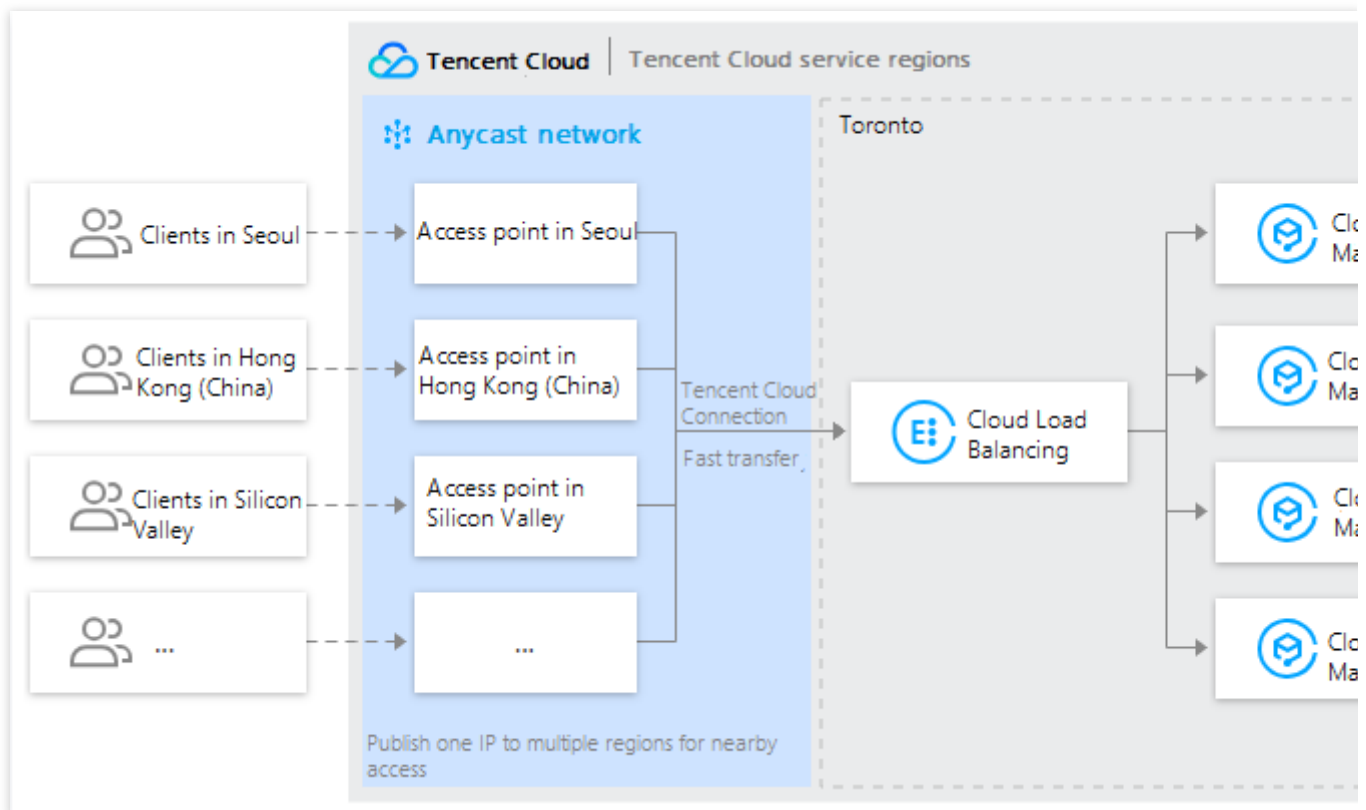 Tencent Cloud
Tencent Cloud service regions
Anycast network
Toronto
Clients in Seoul
Access point in Seoul
Clients in Hong
Kong (China)
Access point in
Hong Kong (China)
Tencent Cloud
Connection
Fast transfer
Cloud Load
Balancing
Clients in Silicon
Valley
Access point in
Silicon Valley
...
...
Publish one IP to multiple regions for nearby
access